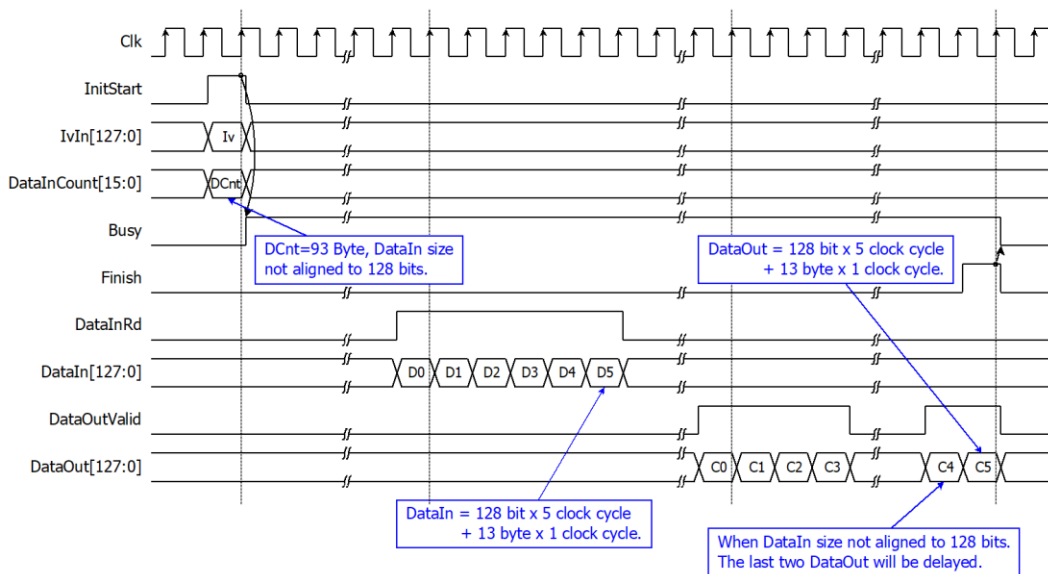 Clk
InitStart
IvIn[127:0]
Iv
DataInCount[15:0]
DCnt
Busy
DCnt=93 Byte, DataIn size
not aligned to 128 bits.
DataOut = 128 bit x 5 clock cycle
+ 13 byte x 1 clock cycle.
Finish
DataInRd
DataIn[127:0]
D0 D1 D2 D3 D4 D5
DataOutValid
DataOut[127:0]
C0 C1 C2 C3 C4 C5
DataIn = 128 bit x 5 clock cycle
+ 13 byte x 1 clock cycle.
When DataIn size not aligned to 128 bits.
The last two DataOut will be delayed.